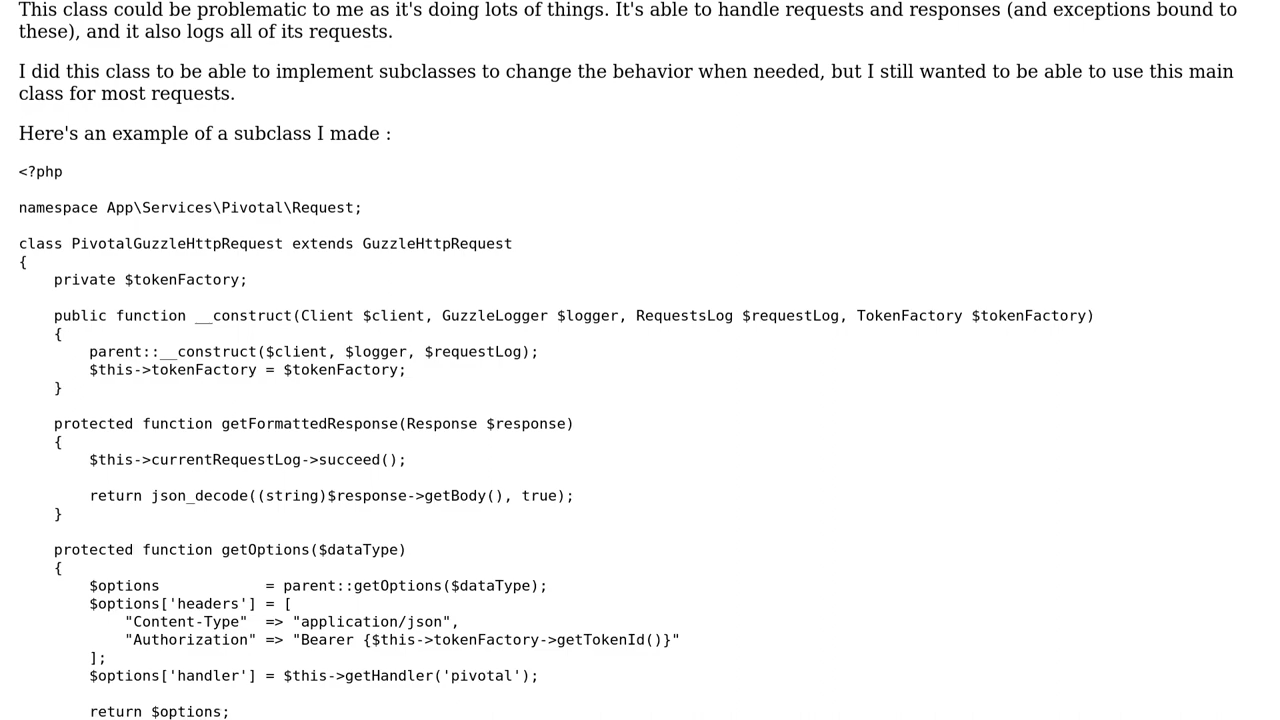 This class could be problematic to me as it's doing lots of things. It's able to handle requests and responses (and exceptions bound to
these), and it also logs all of its requests.
I did this class to be able to implement subclasses to change the behavior when needed, but I still wanted to be able to use this main
class for most requests.
Here's an example of a subclass I made :
<?php
namespace App\Services\Pivotal\Request;
class PivotalGuzzleHttpRequest extends GuzzleHttpRequest
{
    private $tokenFactory;
    public function __construct(Client $client, GuzzleLogger $logger, RequestsLog $requestLog, TokenFactory $tokenFactory)
    {
        parent::__construct($client, $logger, $requestLog);
        $this->tokenFactory = $tokenFactory;
    }
    protected function getFormattedResponse(Response $response)
    {
        $this->currentRequestLog->succeed();
        return json_decode((string)$response->getBody(), true);
    }
    protected function getOptions($dataType)
    {
        $options            = parent::getOptions($dataType);
        $options['headers'] = [
            "Content-Type"  => "application/json",
            "Authorization" => "Bearer {$this->tokenFactory->getTokenId()}"
        ];
        $options['handler'] = $this->getHandler('pivotal');
        return $options;